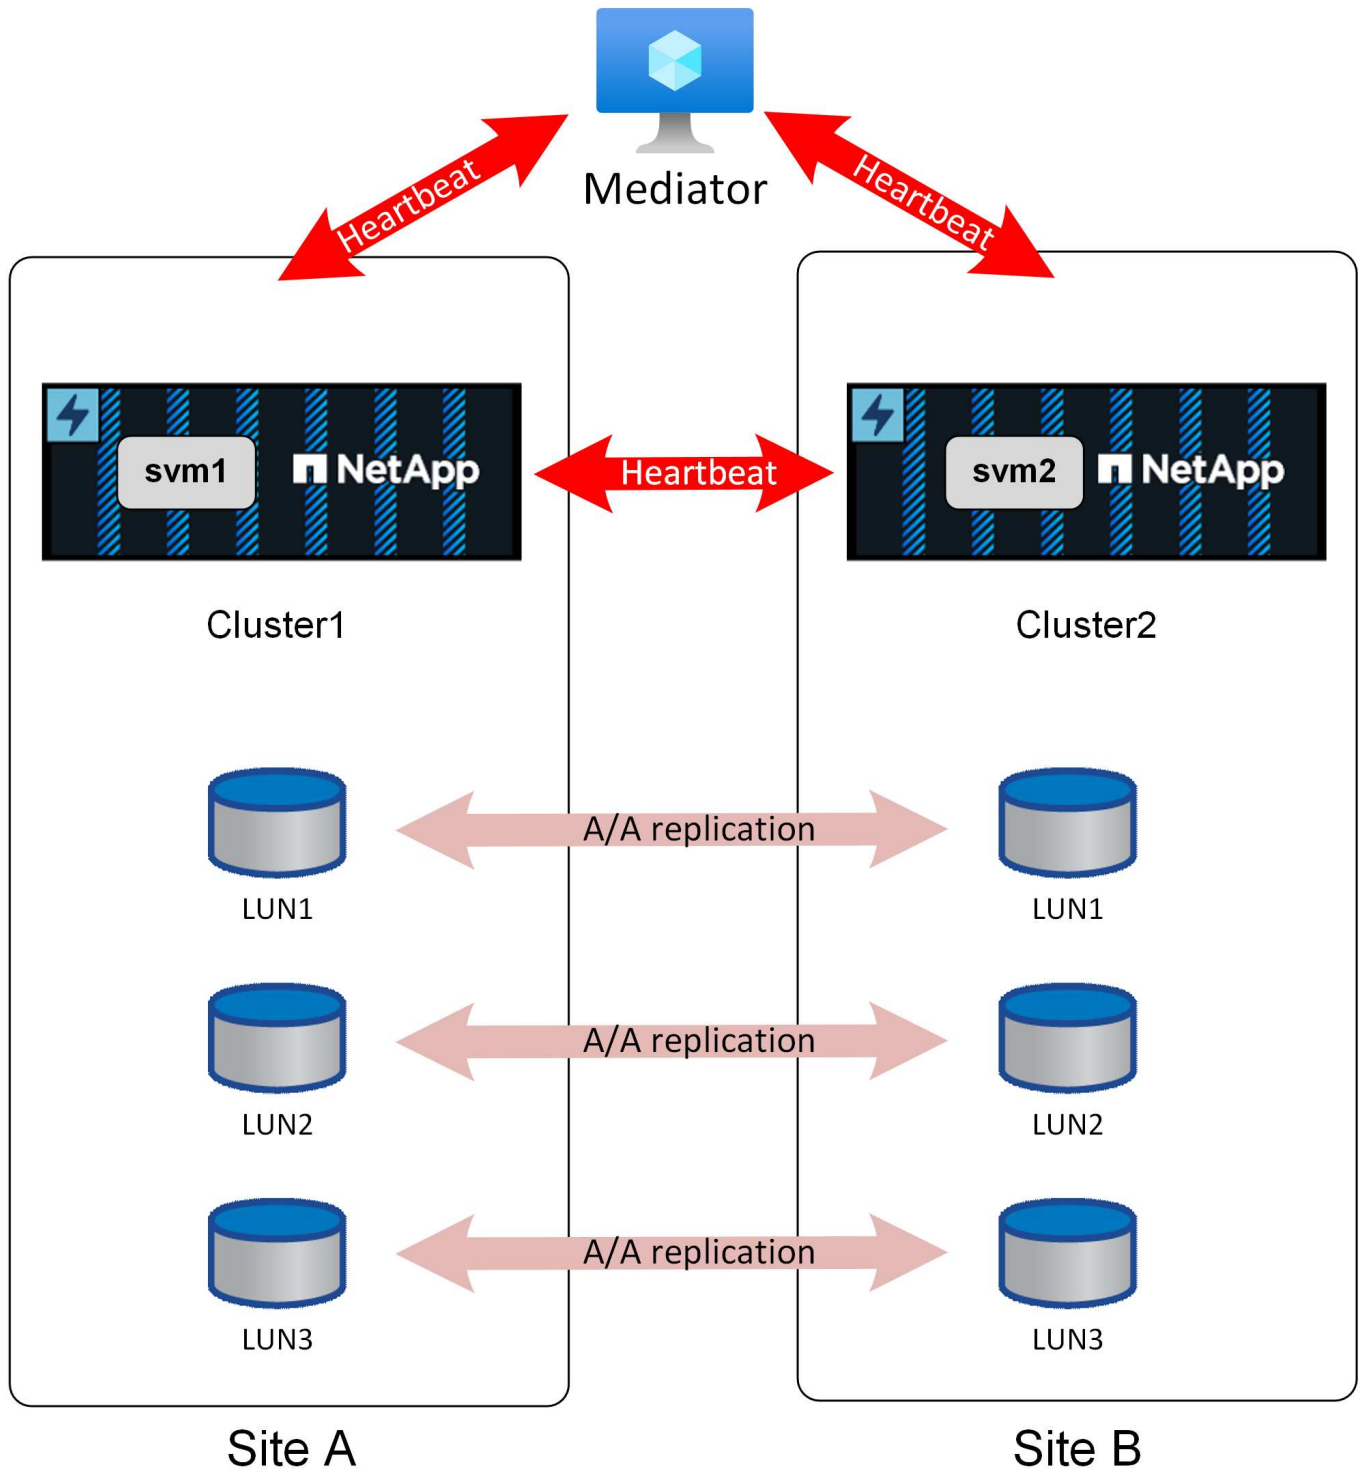 Mediator
Heartbeat
Heartbeat
svm1
NetApp
Heartbeat
svm2
NetApp
Cluster1
Cluster2
A/A replication
LUN1
LUN1
A/A replication
LUN2
LUN2
A/A replication
LUN3
LUN3
Site A
Site B